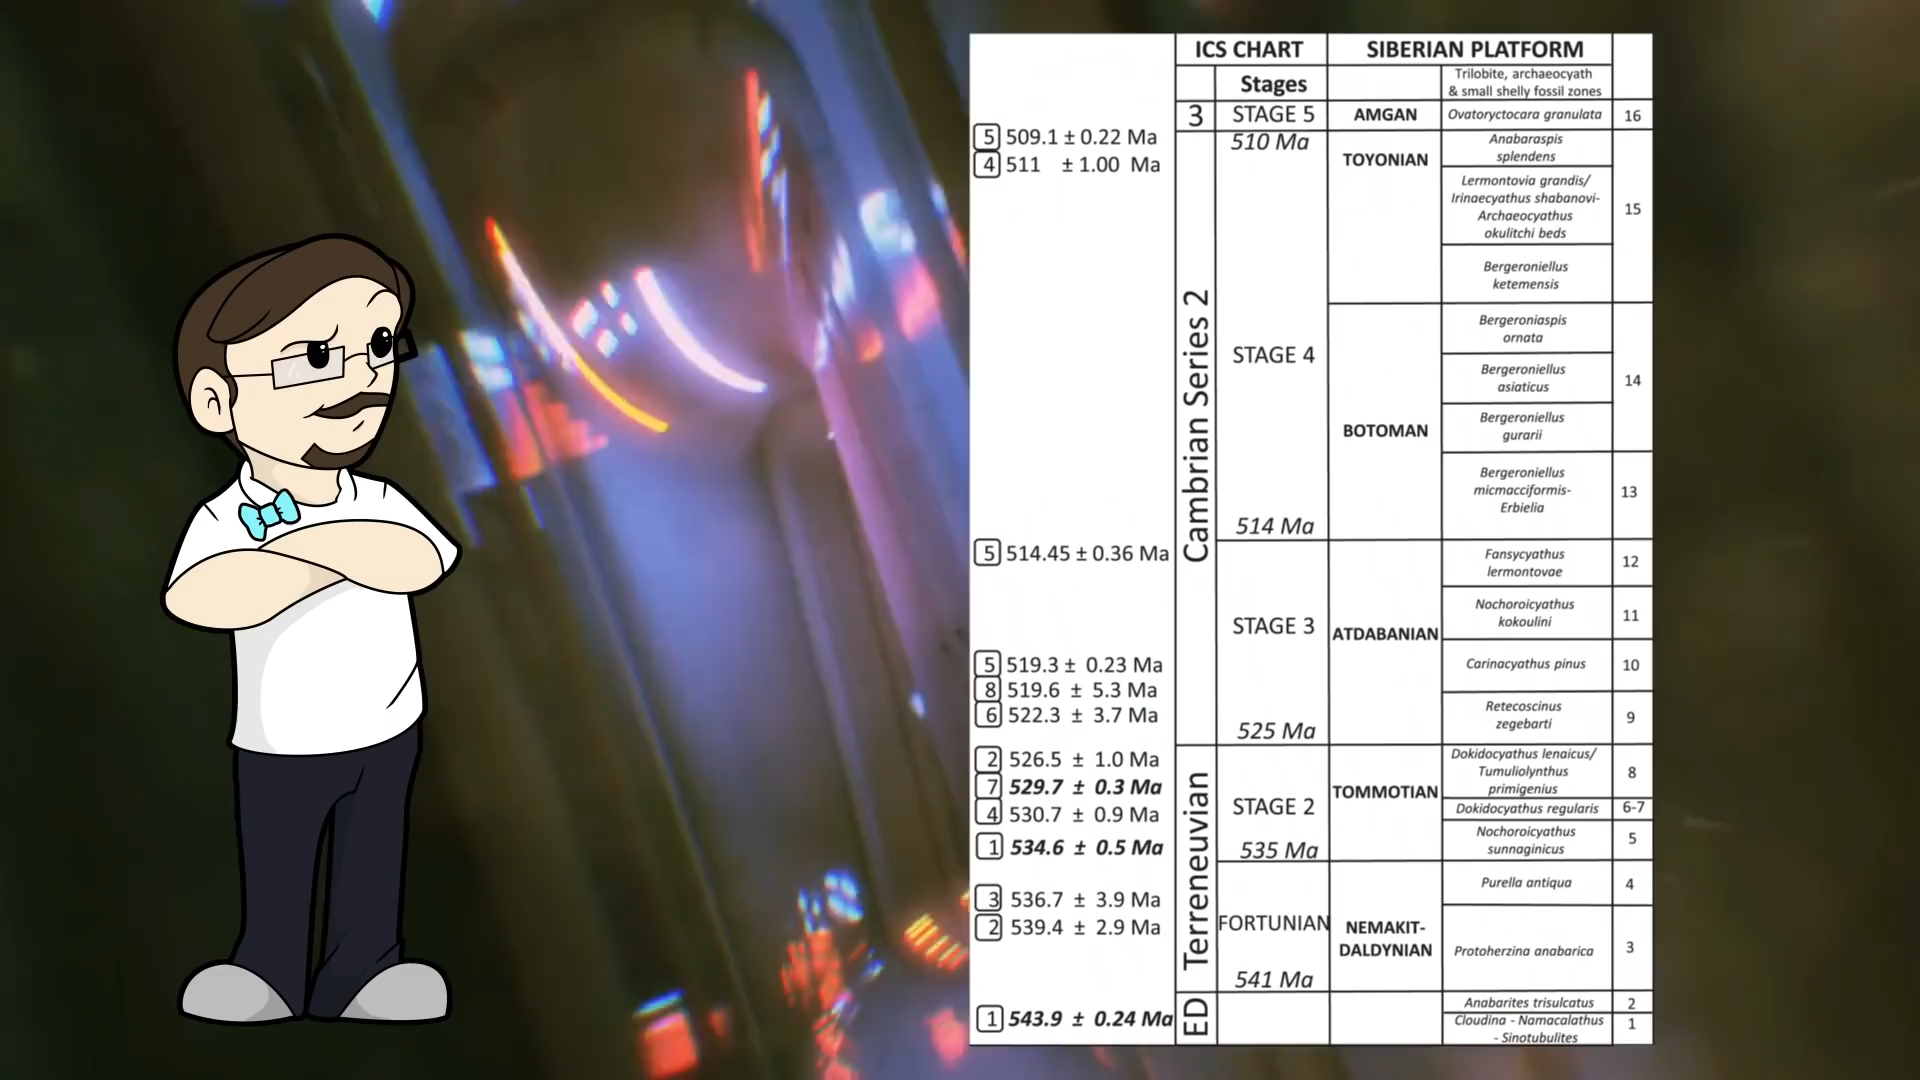 ICS CHART SIBERIAN PLATFORM
Stages Trilobite, archaeocyath
& small shelly fossil zones
3 STAGE 5 AMGAN Ovatoryctocara granulata 16
5 509.1 ± 0.22 Ma
510 Ma
4 511 ± 1.00 Ma
TOYONIAN
Anabaraspis
splendens
Lermontovia grandis/
Irinaecyathus shabanovi-
Archaeocyathus
okulitchi beds
15
Bergeroniellus
ketemensis
Cambrian Series 2
STAGE 4
Bergeroniaspis
ornata
Bergeroniellus
asiaticus
14
Bergeroniellus
gurarii
BOTOMAN
Bergeroniellus
micmacciformis-
Erbielia
13
514 Ma
5 514.45 ± 0.36 Ma
Fansycyathus
lermontovae
12
STAGE 3
ATDABANIAN
Nochoroicyathus
kokoulini
11
5 519.3 ± 0.23 Ma
Carinacyathus pinus 10
8 519.6 ± 5.3 Ma
6 522.3 ± 3.7 Ma
Retecoscinus
zegebarti
9
525 Ma
2 526.5 ± 1.0 Ma
7 529.7 ± 0.3 Ma
4 530.7 ± 0.9 Ma
1 534.6 ± 0.5 Ma
Terreneuvian
STAGE 2
TOMMOTIAN
Dokidocyathus lenaicus/
Tumuliolynthus
primigenius
8
Dokidocyathus regularis 6-7
Nochoroicyathus
sunnaginicus
5
535 Ma
3 536.7 ± 3.9 Ma
2 539.4 ± 2.9 Ma
FORTUNIAN
NEMAKIT-
DALDYNIAN
Purella antiqua 4
Protoherzina anabarica 3
541 Ma
1 543.9 ± 0.24 Ma
ED
Anabarites trisulcatus 2
Cloudina - Namacalathus
- Sinotubulites
1